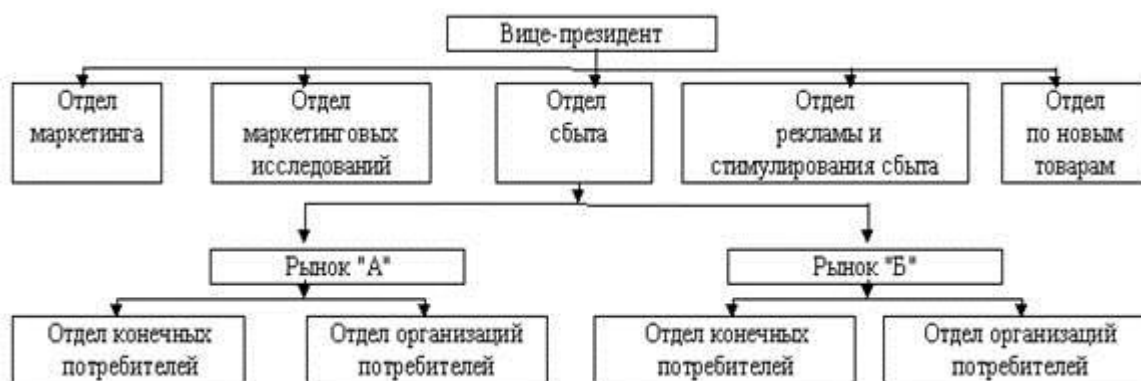 Вице-президент
Отдел
маркетинга
Отдел
маркетинговых
исследований
Отдел
сбыта
Отдел
рекламы и
стимулирования сбыта
Отдел
по новым
товарам
Рынок "А"
Рынок "Б"
Отдел конечных
потребителей
Отдел организаций
потребителей
Отдел конечных
потребителей
Отдел организаций
потребителей